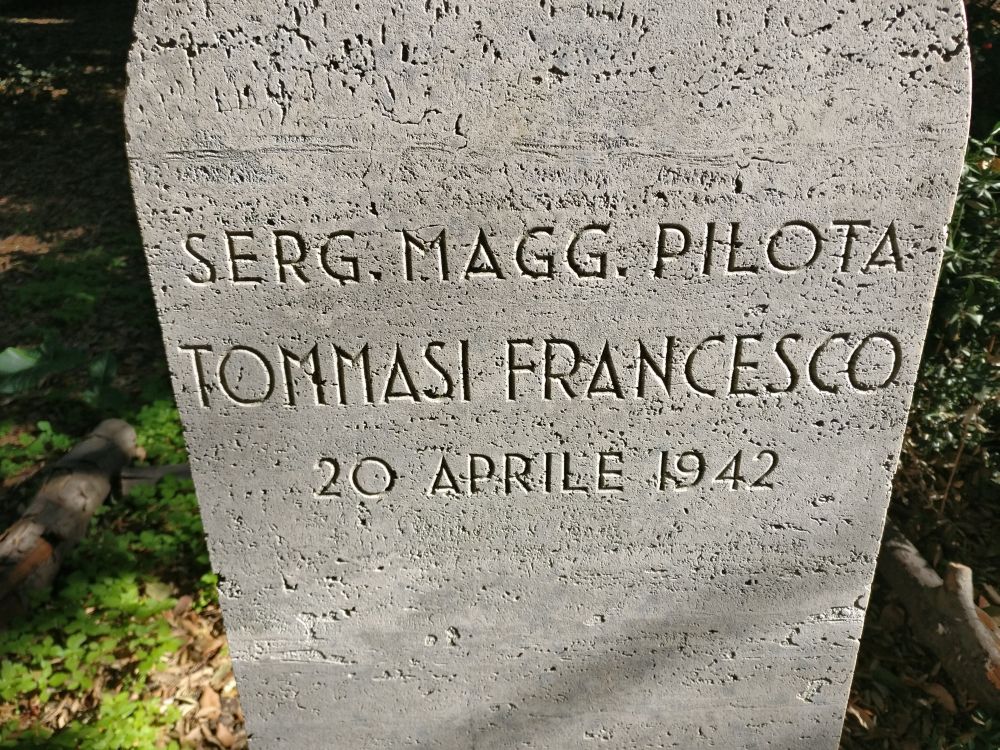 SERG. MAGG. PILOTA
TOMMASI FRANCESCO
20 APRILE 1942